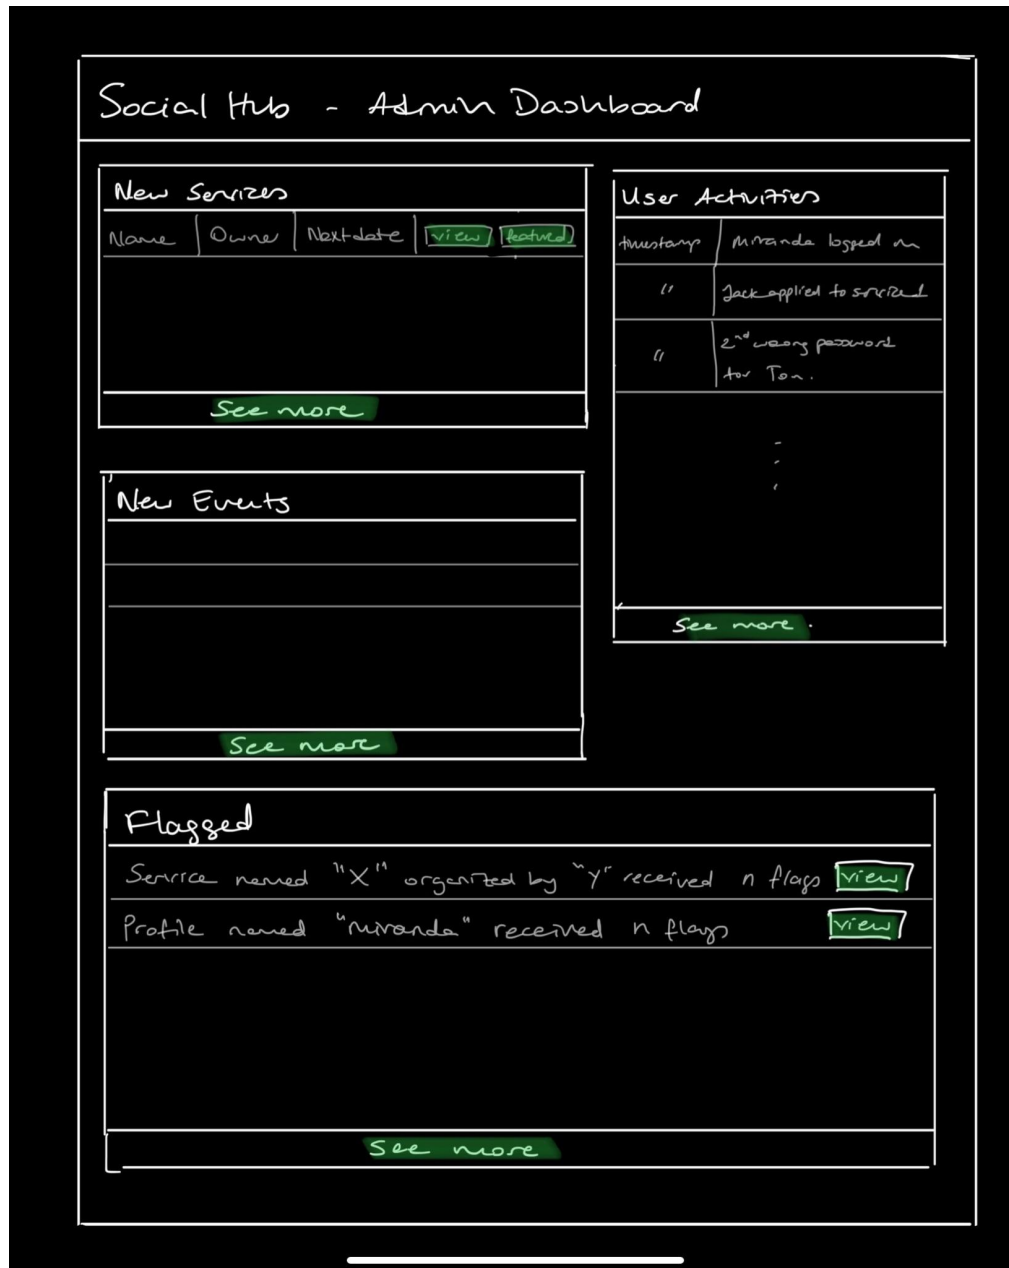 Social Hub - Admin Dashboard
New Services
Name Owner Next date view featured
See more
User Activities
timestamp Miranda logged in
" Jack applied to
" 2nd wrong password
for Tom.
See more.
New Events
See more
Flagged
Service named "X" organized by "Y" received n flags view
Profile named "miranda" received n flags view
See more